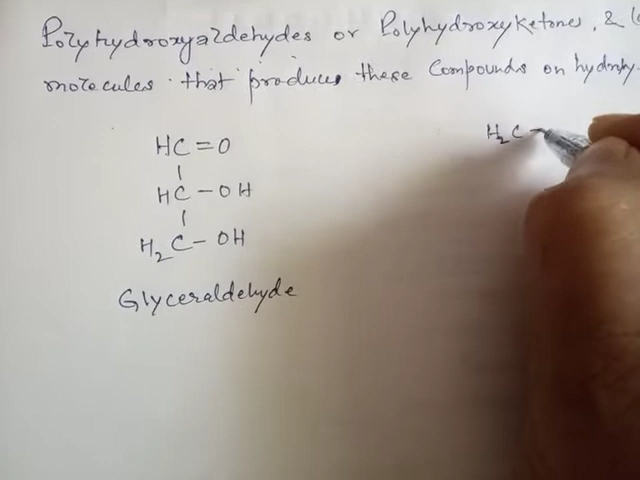 Polyhydroxyaldehydes or Polyhydroxyketones, &
molecules that produces these Compounds on
HC=O
HC-OH
H2C-OH
Glyceraldehyde
H2C-